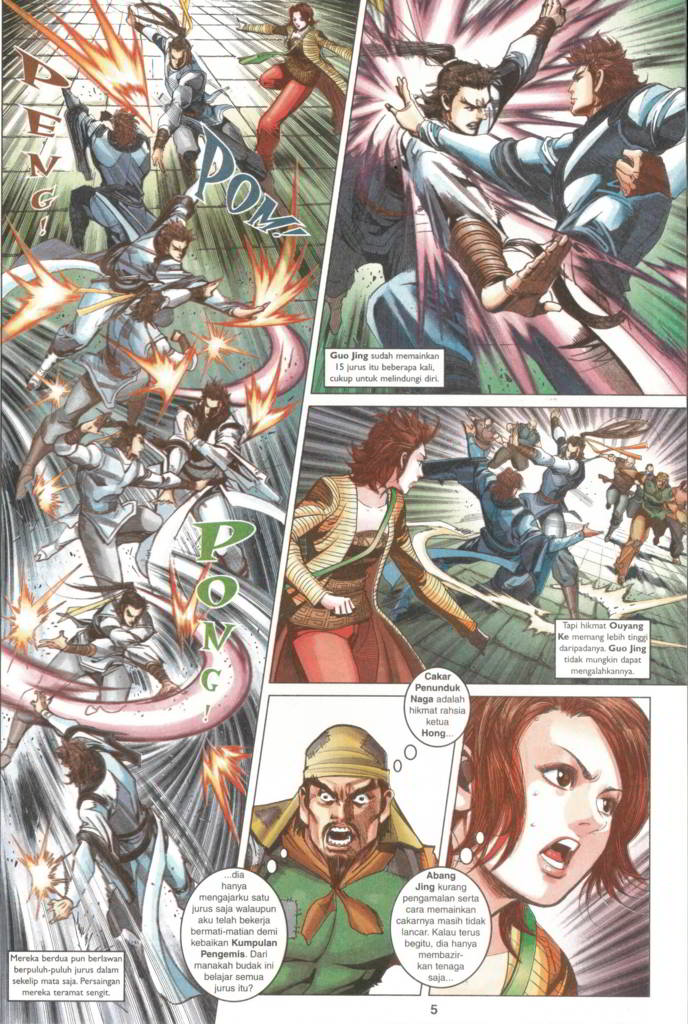 PENG!
POM!
PONG!
Mereka berdua pun berlawan
berpuluh-puluh jurus dalam
sekelip mata saja. Persaingan
mereka teramat sengit.
Guo Jing sudah memainkan
15 jurus itu beberapa kali,
cukup untuk melindungi diri.
Tapi hikmat Ouyang
Ke memang lebih tinggi
daripadanya. Guo Jing
tidak mungkin dapat
mengalahkannya.
Cakar
Penunduk
Naga adalah
hikmat rahsia
ketua
Hong...
...dia
hanya
mengajarku satu
jurus saja walaupun
aku telah bekerja
bermati-matian demi
kebaikan Kumpulan
Pengemis. Dari
manakah budak ini
belajar semua
jurus itu?
Abang
Jing kurang
pengamalan serta
cara memainkan
cakarnya masih tidak
lancar. Kalau terus
begitu, dia hanya
membazir-
kan tenaga
saja...
5